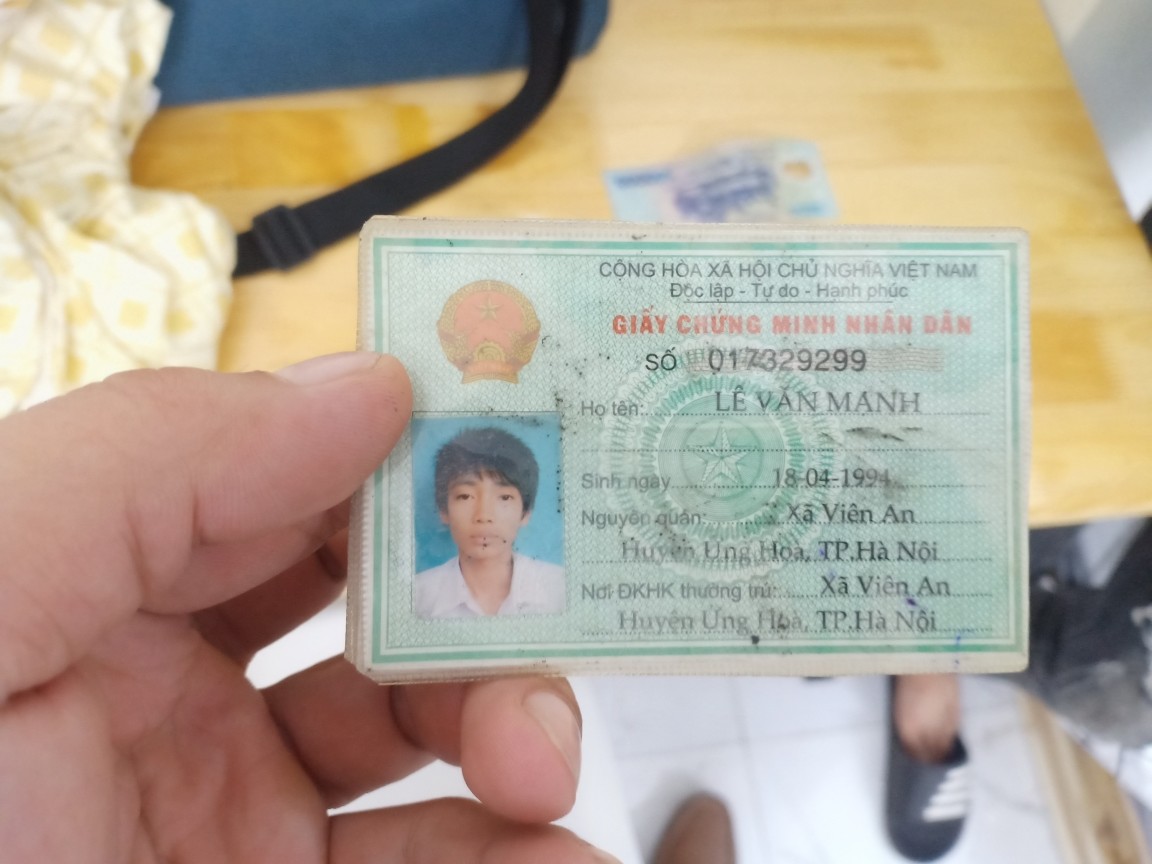 CỘNG HÒA XÃ HỘI CHỦ NGHĨA VIỆT NAM
Độc lập - Tự do - Hạnh phúc
GIẤY CHỨNG MINH NHÂN DÂN
SỐ 017329299
Họ tên: LÊ VĂN MẠNH
Sinh ngày 18-04-1994
Nguyên quán: Xã Viên An
Huyện Ứng Hoà, TP.Hà Nội
Nơi ĐKHK thường trú: Xã Viên An
Huyện Ứng Hoà, TP.Hà Nội